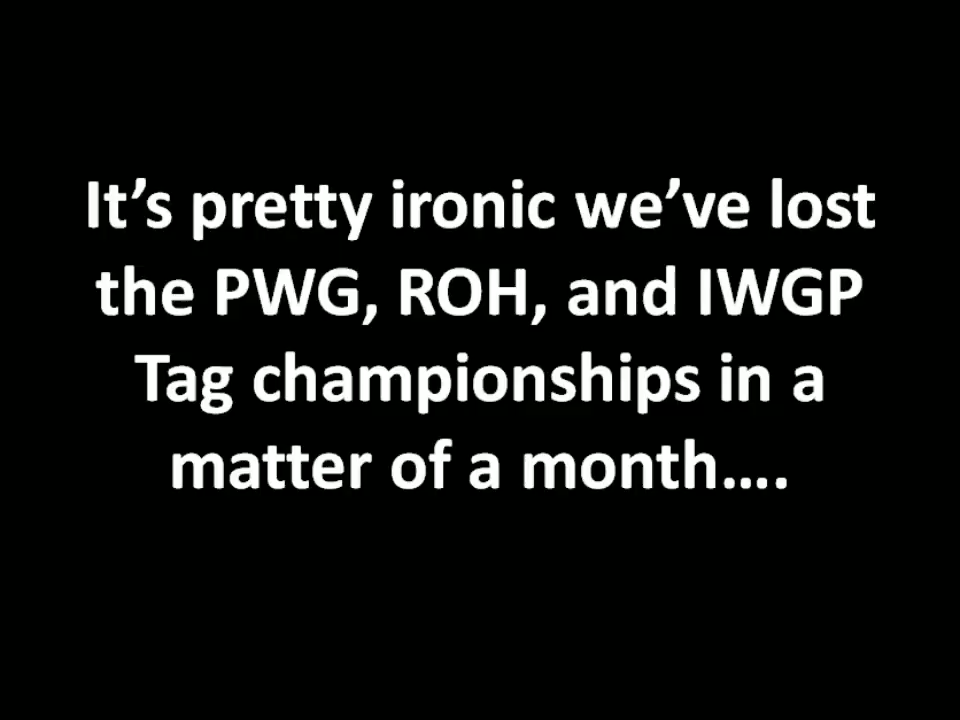 It’s pretty ironic we’ve lost
the PWG, ROH, and IWGP
Tag championships in a
matter of a month….